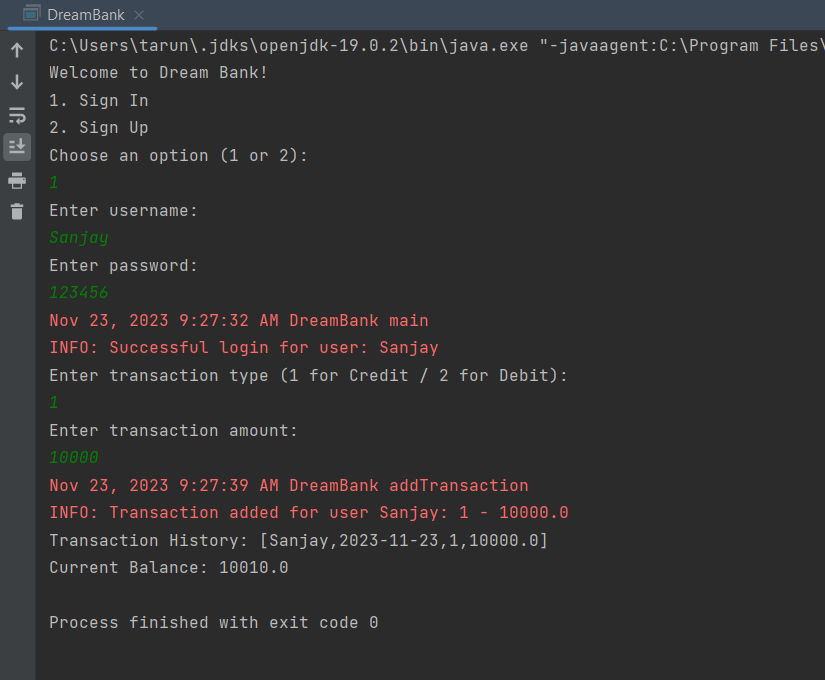 DreamBank
C:\Users\tarun\.jdks\openjdk-19.0.2\bin\java.exe "-javaagent:C:\Program Files\
Welcome to Dream Bank!
1. Sign In
2. Sign Up
Choose an option (1 or 2):
1
Enter username:
Sanjay
Enter password:
123456
Nov 23, 2023 9:27:32 AM DreamBank main
INFO: Successful login for user: Sanjay
Enter transaction type (1 for Credit / 2 for Debit):
1
Enter transaction amount:
10000
Nov 23, 2023 9:27:39 AM DreamBank addTransaction
INFO: Transaction added for user Sanjay: 1 - 10000.0
Transaction History: [Sanjay,2023-11-23,1,10000.0]
Current Balance: 10010.0
Process finished with exit code 0